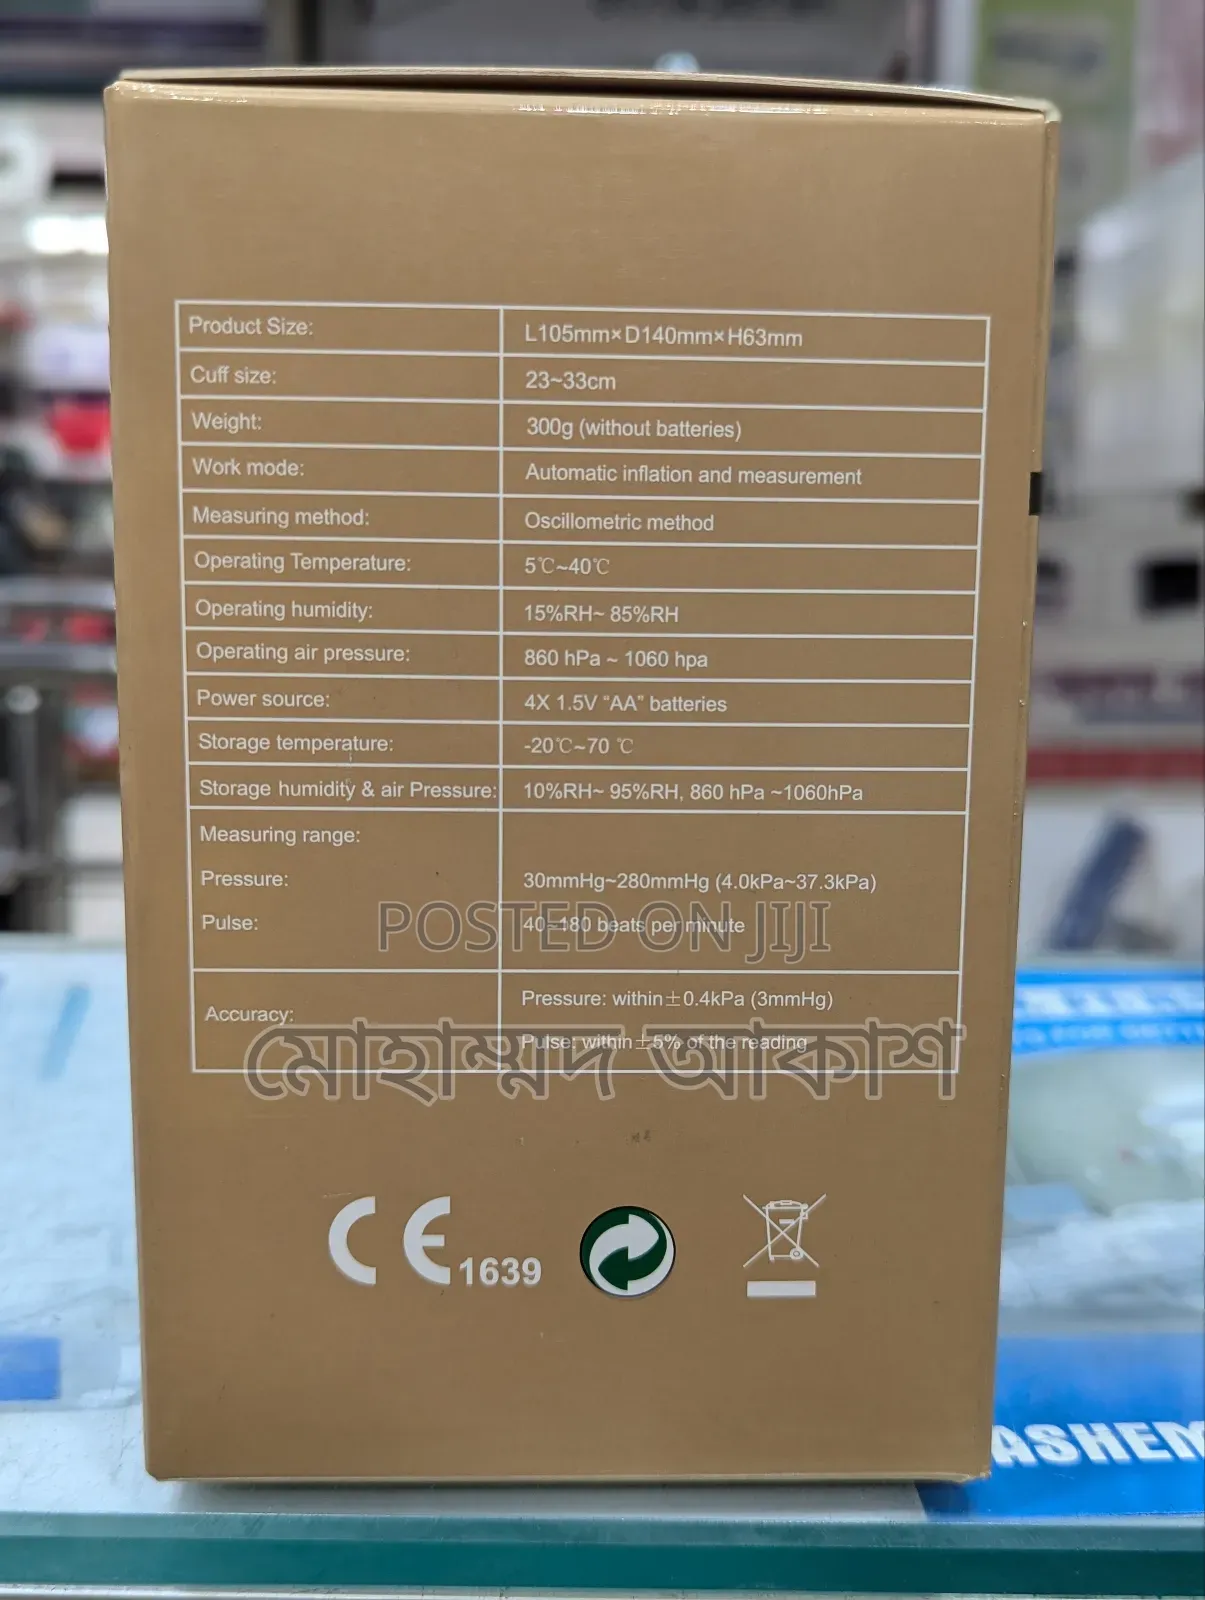 Product Size: L105mm×D140mm×H63mm
Cuff size: 23~33cm
Weight: 300g (without batteries)
Work mode: Automatic inflation and measurement
Measuring method: Oscillometric method
Operating Temperature: 5℃~40℃
Operating humidity: 15%RH~ 85%RH
Operating air pressure: 860 hPa ~ 1060 hpa
Power source: 4X 1.5V “AA” batteries
Storage temperature: -20℃~70 ℃
Storage humidity & air Pressure: 10%RH~ 95%RH, 860 hPa ~1060hPa
Measuring range:
Pressure: 30mmHg~280mmHg (4.0kPa~37.3kPa)
Pulse: 40~180 beats per minute
POSTED ON JIJI
Accuracy: Pressure: within±0.4kPa (3mmHg)
Pulse: within±5% of the reading
মোহাম্মদ আকাশ
CE 1639
ASHEM